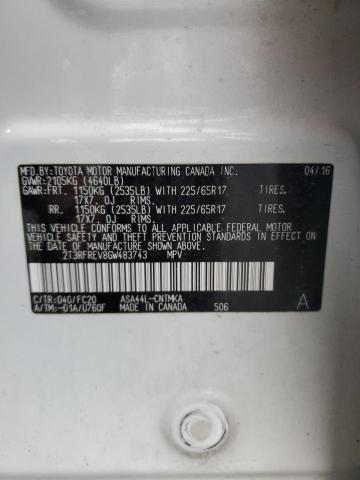 MFD.BY:TOYOTA MOTOR MANUFACTURING CANADA INC. 04/16
GVWR:2105KG (4640LB)
GAWR:FRT. 1150KG (2535LB) WITH 225/65R17 TIRES.
17X7. OJ RIMS.
RR. 1150KG (2535LB) WITH 225/65R17 TIRES.
17X7. OJ RIMS.
THIS VEHICLE CONFORMS TO ALL APPLICABLE FEDERAL MOTOR
VEHICLE SAFETY, BUMPER, AND THEFT PREVENTION
STANDARDS IN EFFECT ON THE DATE OF MANUFACTURE SHOWN
ABOVE.
2T3RFREV8GW483743 MPV
C/TR:040/FC20 ASA44L-CNTMKA
A/TM:-01A/U760F MADE IN CANADA 506
A